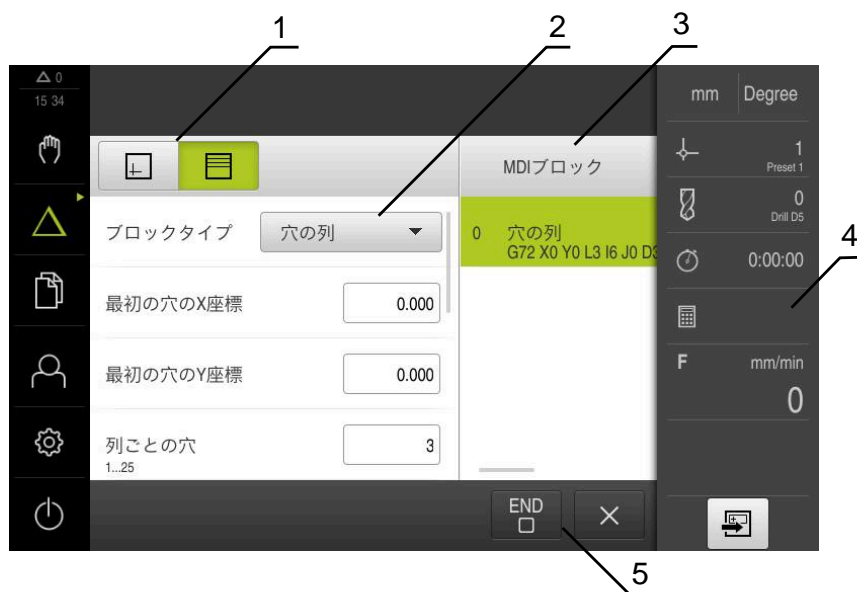 1
2
3
0
15 34
mm Degree
1
Preset 1
MDIブロック
0
Drill D5
ブロックタイプ 穴の列
0 穴の列
G72 X0 Y0 L3 I6 J0 D3
4
0:00:00
最初の穴のX座標 0.000
F mm/min
0
最初の穴のY座標 0.000
列ごとの穴 3
1...25
END
5